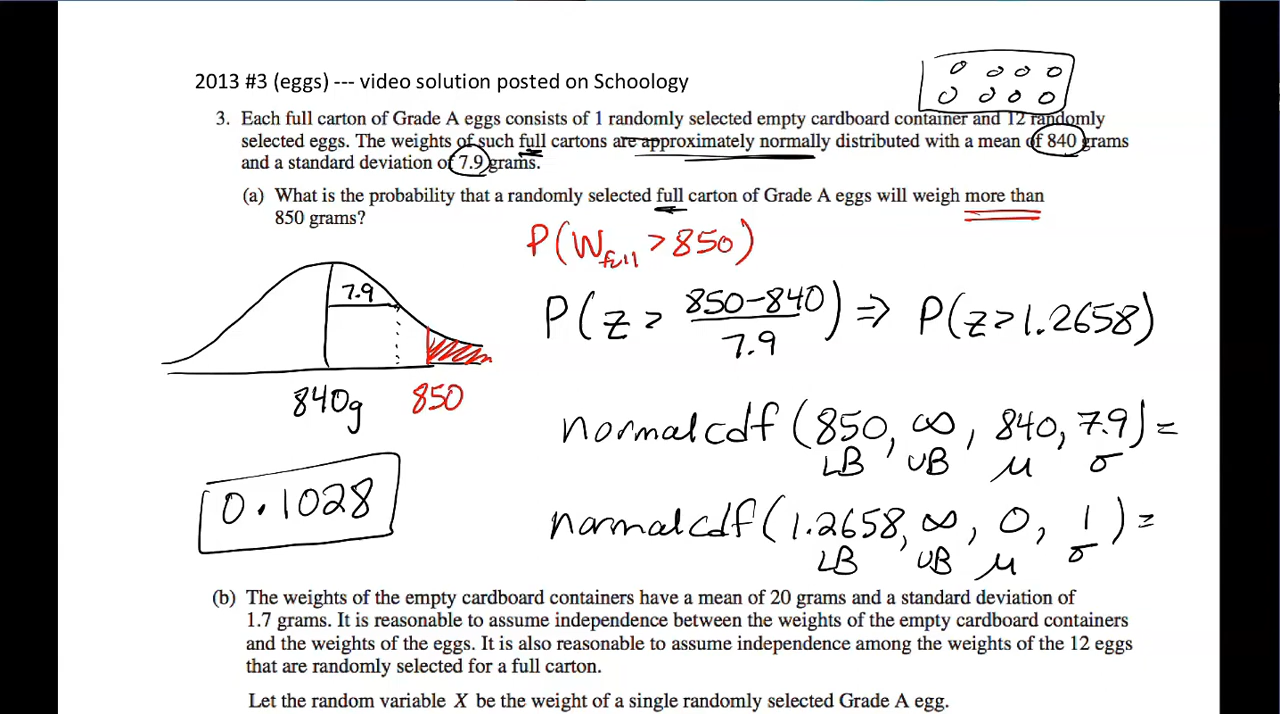 2013 #3 (eggs) --- video solution posted on Schoology
3. Each full carton of Grade A eggs consists of 1 randomly selected empty cardboard container and 12 randomly
selected eggs. The weights of such full cartons are approximately normally distributed with a mean of 840 grams
and a standard deviation of 7.9 grams.
(a) What is the probability that a randomly selected full carton of Grade A eggs will weigh more than
850 grams?
P(W_full > 850)
7.9
P(z > (850-840)/7.9) ⇒ P(z > 1.2658)
840g 850
normalcdf (850, ∞, 840, 7.9) =
LB UB μ σ
0.1028
normalcdf (1.2658, ∞, 0, 1) =
LB UB μ σ
(b) The weights of the empty cardboard containers have a mean of 20 grams and a standard deviation of
1.7 grams. It is reasonable to assume independence between the weights of the empty cardboard containers
and the weights of the eggs. It is also reasonable to assume independence among the weights of the 12 eggs
that are randomly selected for a full carton.
Let the random variable X be the weight of a single randomly selected Grade A egg.